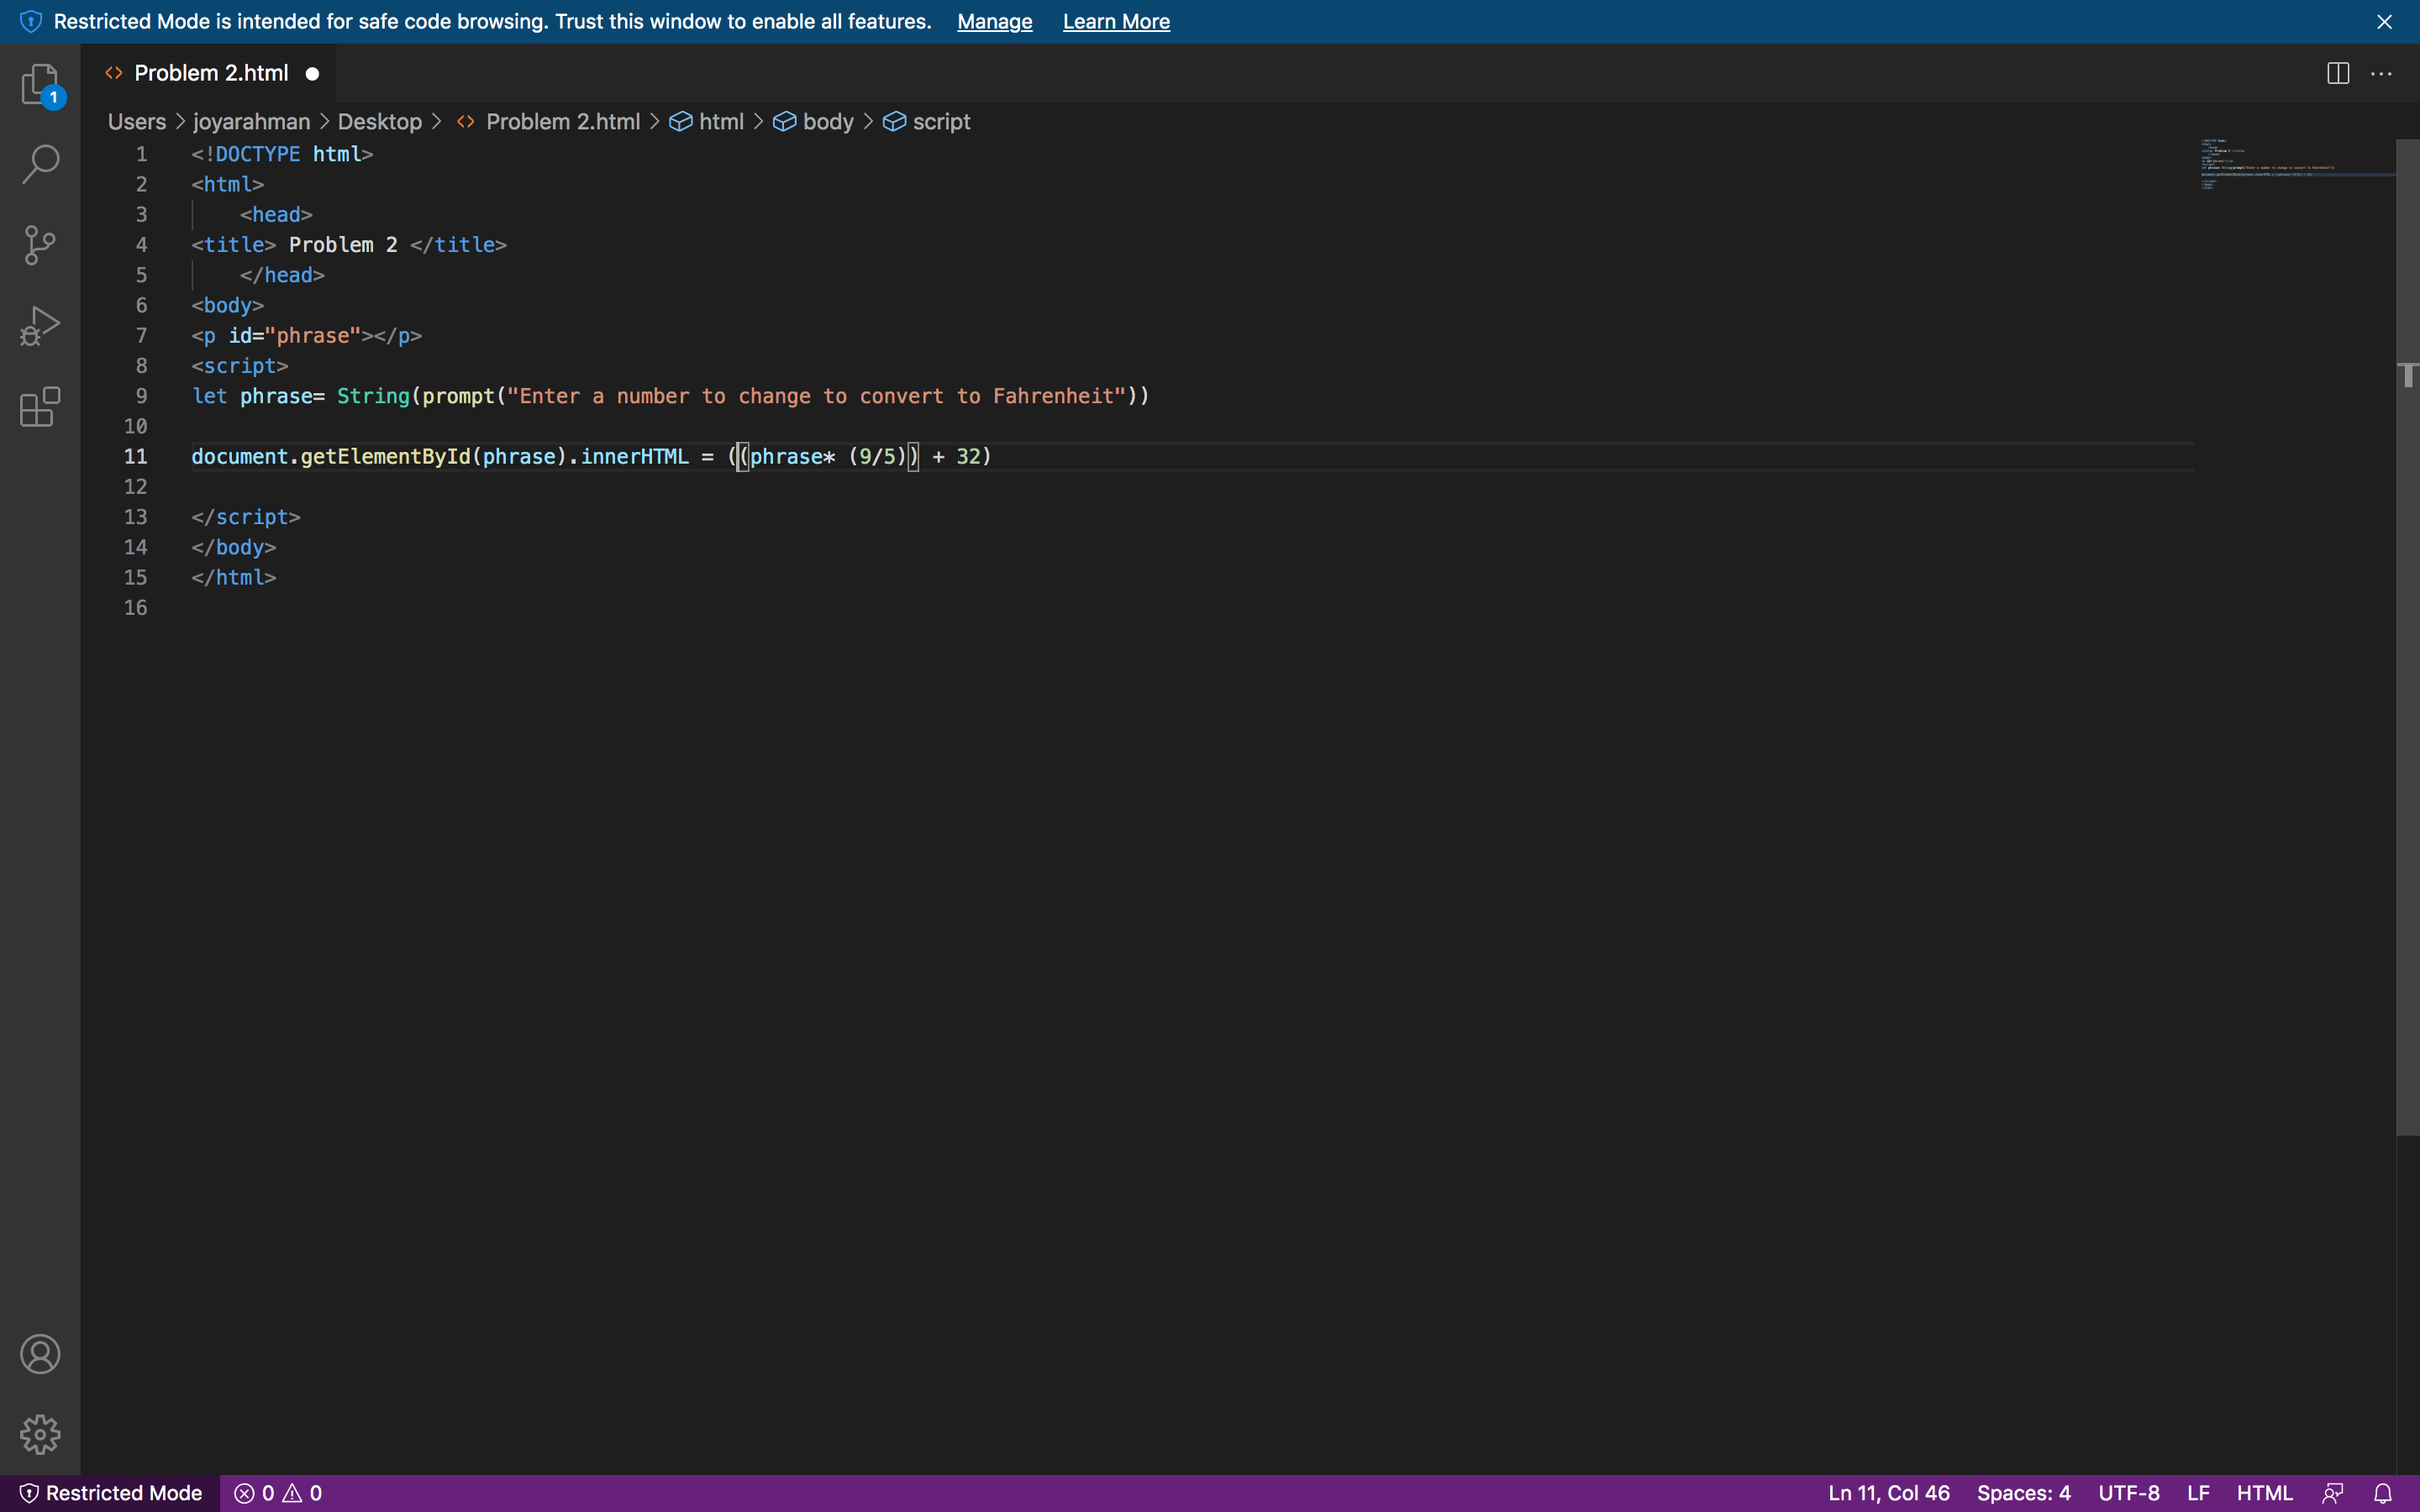 Restricted Mode is intended for safe code browsing. Trust this window to enable all features. Manage Learn More
1
Problem 2.html
Users > joyarahman > Desktop > Problem 2.html > html > body > script
1 <!DOCTYPE html>
2 <html>
3 <head>
4 <title> Problem 2 </title>
5 </head>
6 <body>
7 <p id="phrase"></p>
8 <script>
9 let phrase= String(prompt("Enter a number to change to convert to Fahrenheit"))
10
11 document.getElementById(phrase).innerHTML = ((phrase* (9/5)) + 32)
12
13 </script>
14 </body>
15 </html>
16
Restricted Mode 0 0 Ln 11, Col 46 Spaces: 4 UTF-8 LF HTML